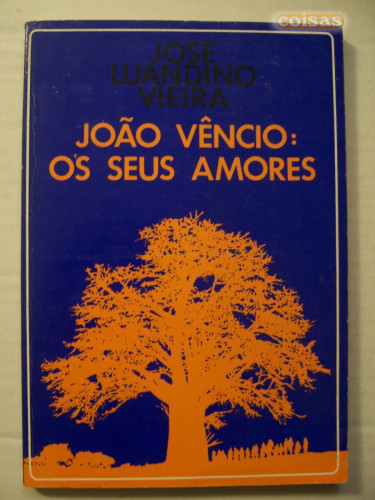 coisas
JOSÉ
LUANDINO
VIEIRA
JOÃO VÊNCIO:
OS SEUS AMORES